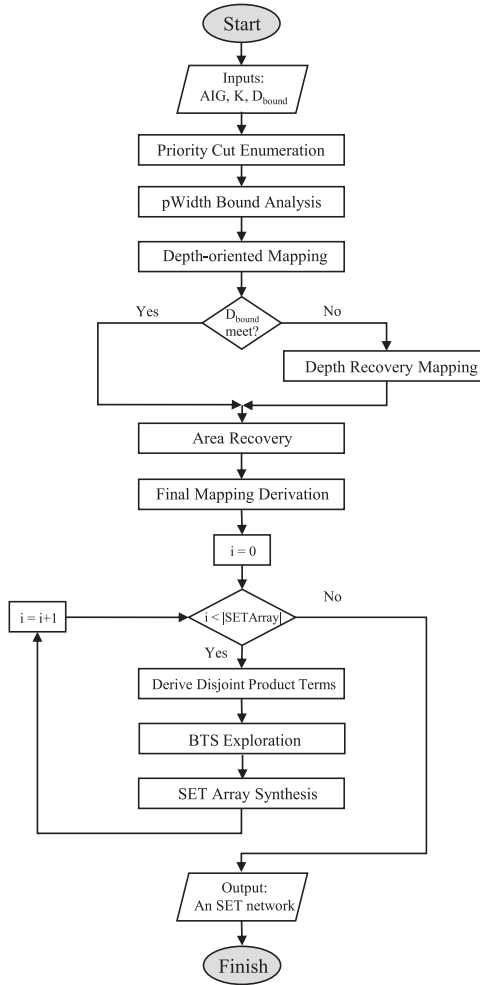 Start
Inputs:
AIG, K, Dbound
Priority Cut Enumeration
pWidth Bound Analysis
Depth-oriented Mapping
Dbound
meet?
Yes
No
Depth Recovery Mapping
Area Recovery
Final Mapping Derivation
i = 0
i < |SETArray|
No
i = i+1
Yes
Derive Disjoint Product Terms
BTS Exploration
SET Array Synthesis
Output:
An SET network
Finish